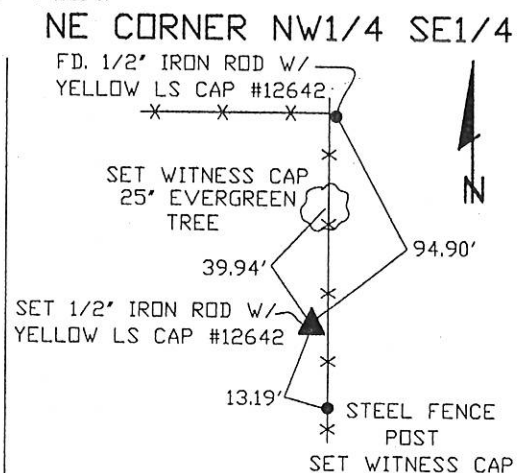 NE CORNER NW1/4 SE1/4
FD. 1/2" IRON ROD W/
YELLOW LS CAP #12642
N
SET WITNESS CAP
25" EVERGREEN
TREE
39.94'
94.90'
SET 1/2" IRON ROD W/
YELLOW LS CAP #12642
13.19'
STEEL FENCE
POST
SET WITNESS CAP